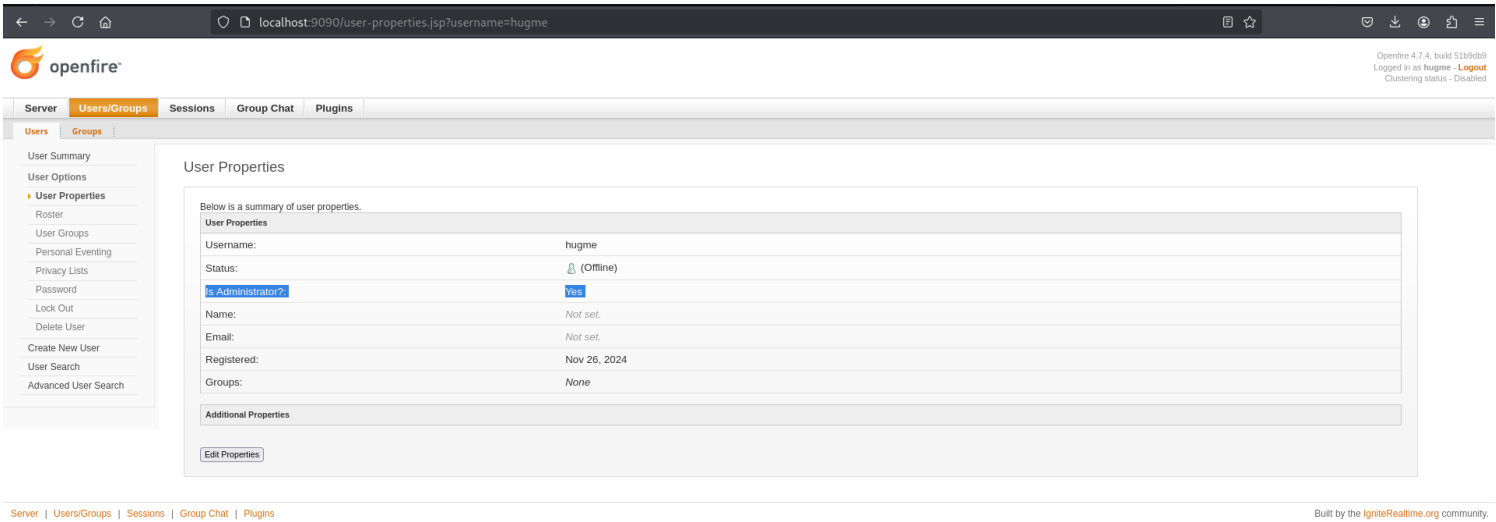 localhost:9090/user-properties.jsp?username=hugme
openfire™
Openfire 4.7.4, build 51b9db9
Logged in as hugme - Logout
Clustering status - Disabled
Server Users/Groups Sessions Group Chat Plugins
Users Groups
User Summary
User Options
User Properties
Roster
User Groups
Personal Eventing
Privacy Lists
Password
Lock Out
Delete User
Create New User
User Search
Advanced User Search
User Properties
Below is a summary of user properties.
User Properties
Username: hugme
Status: (Offline)
Is Administrator?: Yes
Name: Not set.
Email: Not set.
Registered: Nov 26, 2024
Groups: None
Additional Properties
Edit Properties
Server | Users/Groups | Sessions | Group Chat | Plugins
Built by the IgniteRealtime.org community.